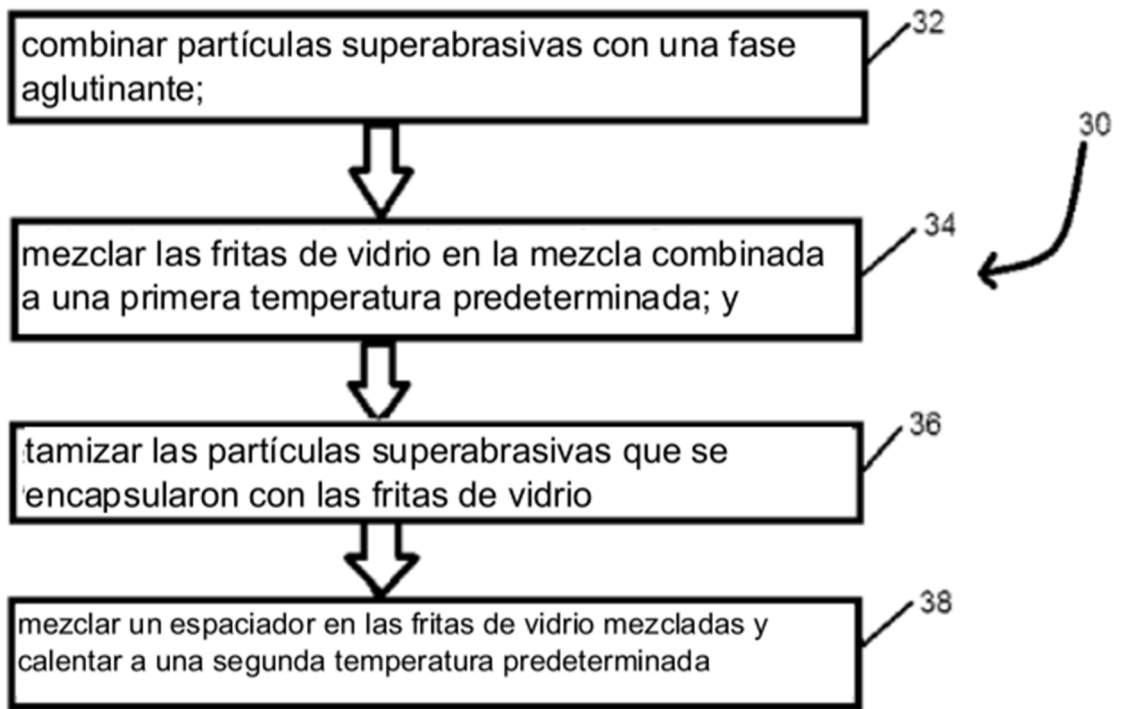 combinar partículas superabrasivas con una fase
aglutinante;
32
30
mezclar las fritas de vidrio en la mezcla combinada
a una primera temperatura predeterminada; y
34
tamizar las partículas superabrasivas que se
encapsularon con las fritas de vidrio
36
mezclar un espaciador en las fritas de vidrio mezcladas y
calentar a una segunda temperatura predeterminada
38